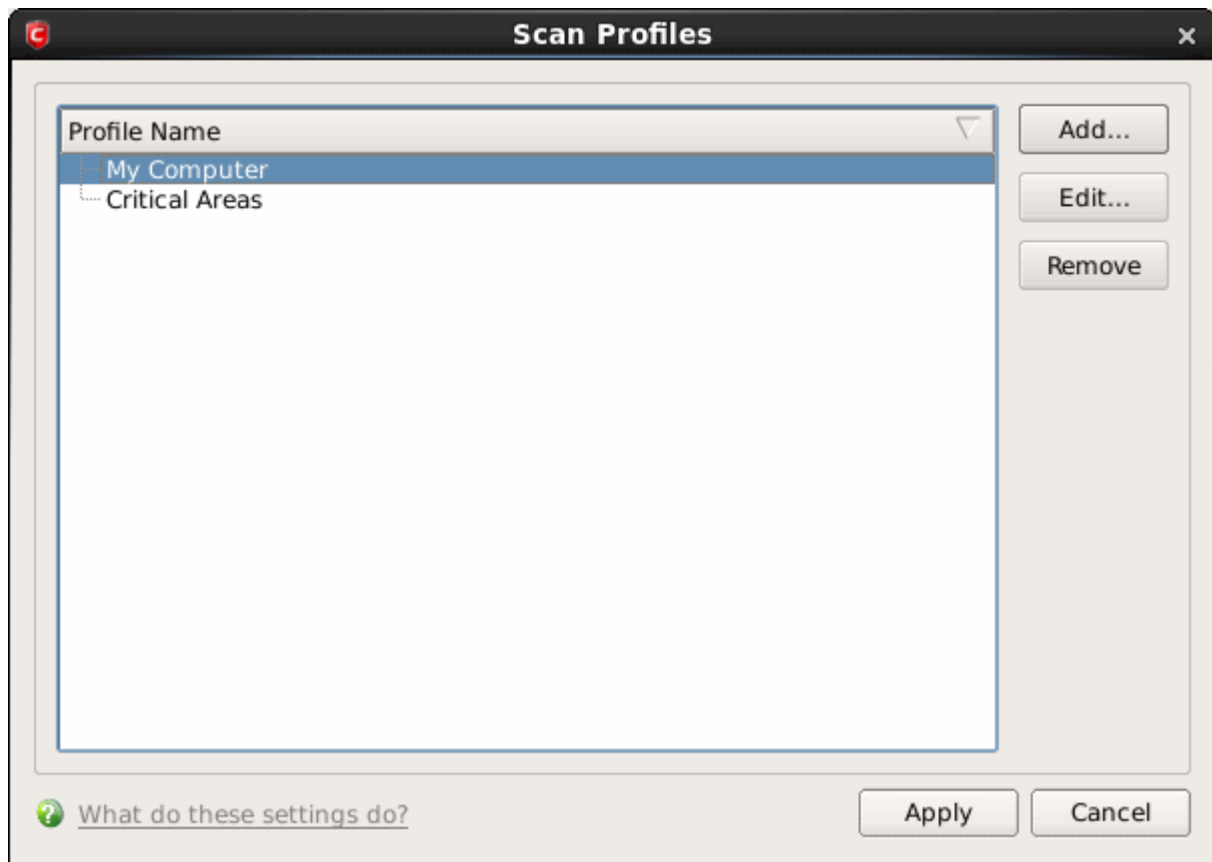 Scan Profiles
Profile Name
Add...
My Computer
Critical Areas
Edit...
Remove
What do these settings do?
Apply
Cancel